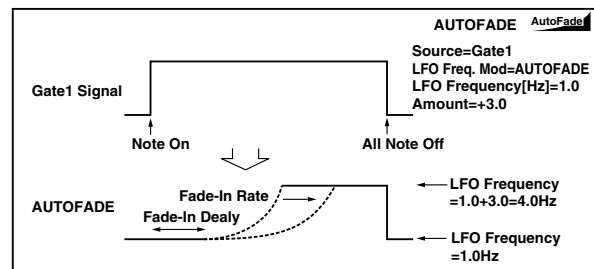 AUTOFADE
AutoFade
Source=Gate1
LFO Freq. Mod=AUTOFADE
LFO Frequency[Hz]=1.0
Amount=+3.0
Gate1 Signal
Note On
All Note Off
Fade-In Rate
LFO Frequency
=1.0+3.0=4.0Hz
AUTOFADE
Fade-In Dealy
LFO Frequency
=1.0Hz